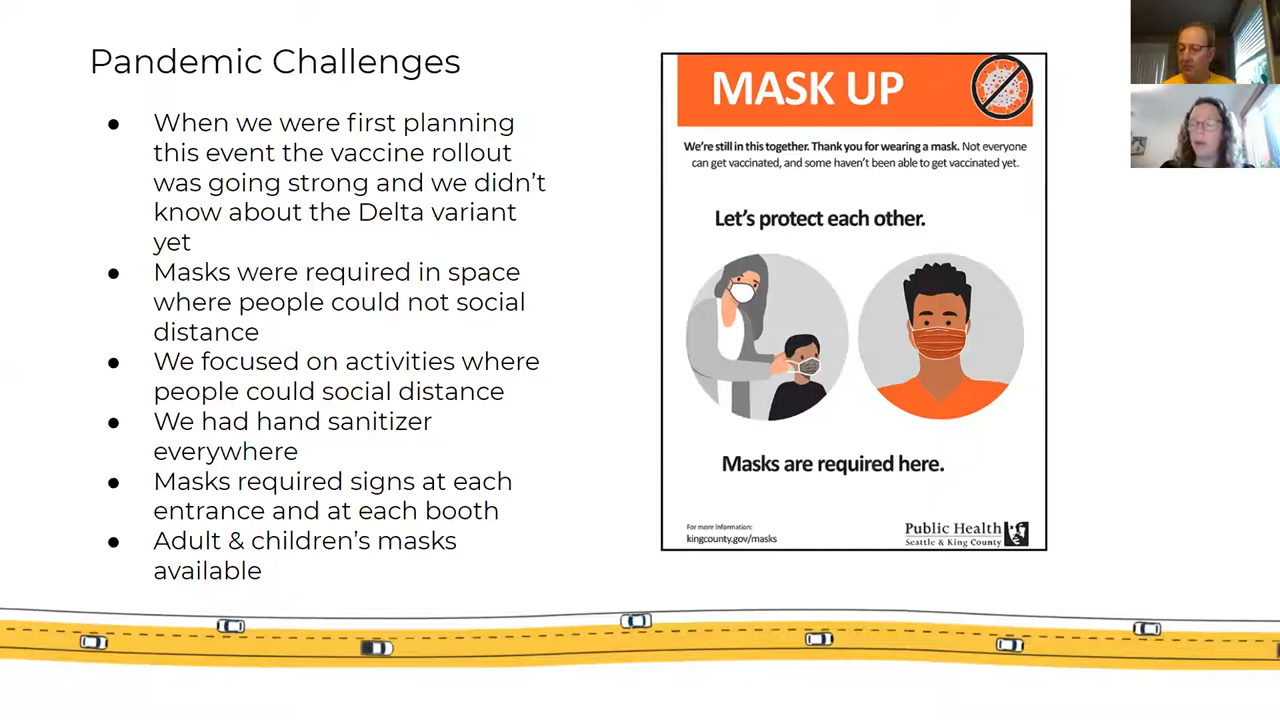 Pandemic Challenges
● When we were first planning
this event the vaccine rollout
was going strong and we didn't
know about the Delta variant
yet
● Masks were required in space
where people could not social
distance
● We focused on activities where
people could social distance
● We had hand sanitizer
everywhere
● Masks required signs at each
entrance and at each booth
● Adult & children's masks
available
MASK UP
We're still in this together. Thank you for wearing a mask. Not everyone
can get vaccinated, and some haven't been able to get vaccinated yet.
Let's protect each other.
Masks are required here.
For more information:
kingcounty.gov/masks
Public Health
Seattle & King County